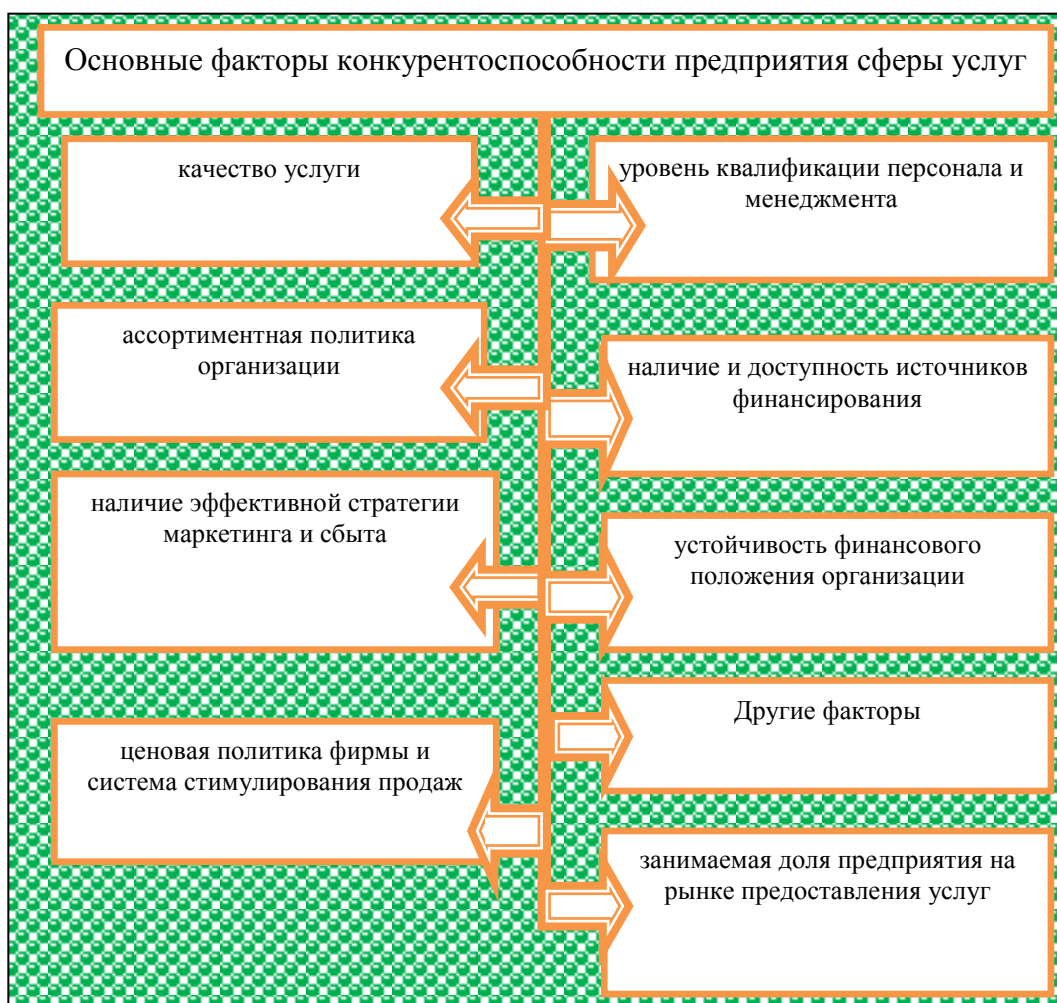 Основные факторы конкурентоспособности предприятия сферы услуг
качество услуги
уровень квалификации персонала и
менеджмента
ассортиментная политика
организации
наличие и доступность источников
финансирования
наличие эффективной стратегии
маркетинга и сбыта
устойчивость финансового
положения организации
Другие факторы
ценовая политика фирмы и
система стимулирования продаж
занимаемая доля предприятия на
рынке предоставления услуг